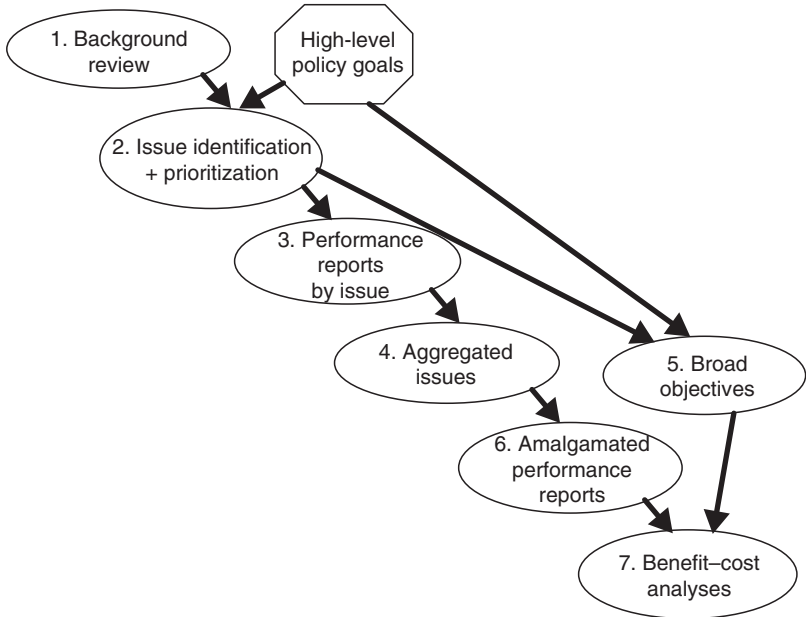 1. Background
review
High-level
policy goals
2. Issue identification
+ prioritization
3. Performance
reports
by issue
4. Aggregated
issues
5. Broad
objectives
6. Amalgamated
performance
reports
7. Benefit–cost
analyses